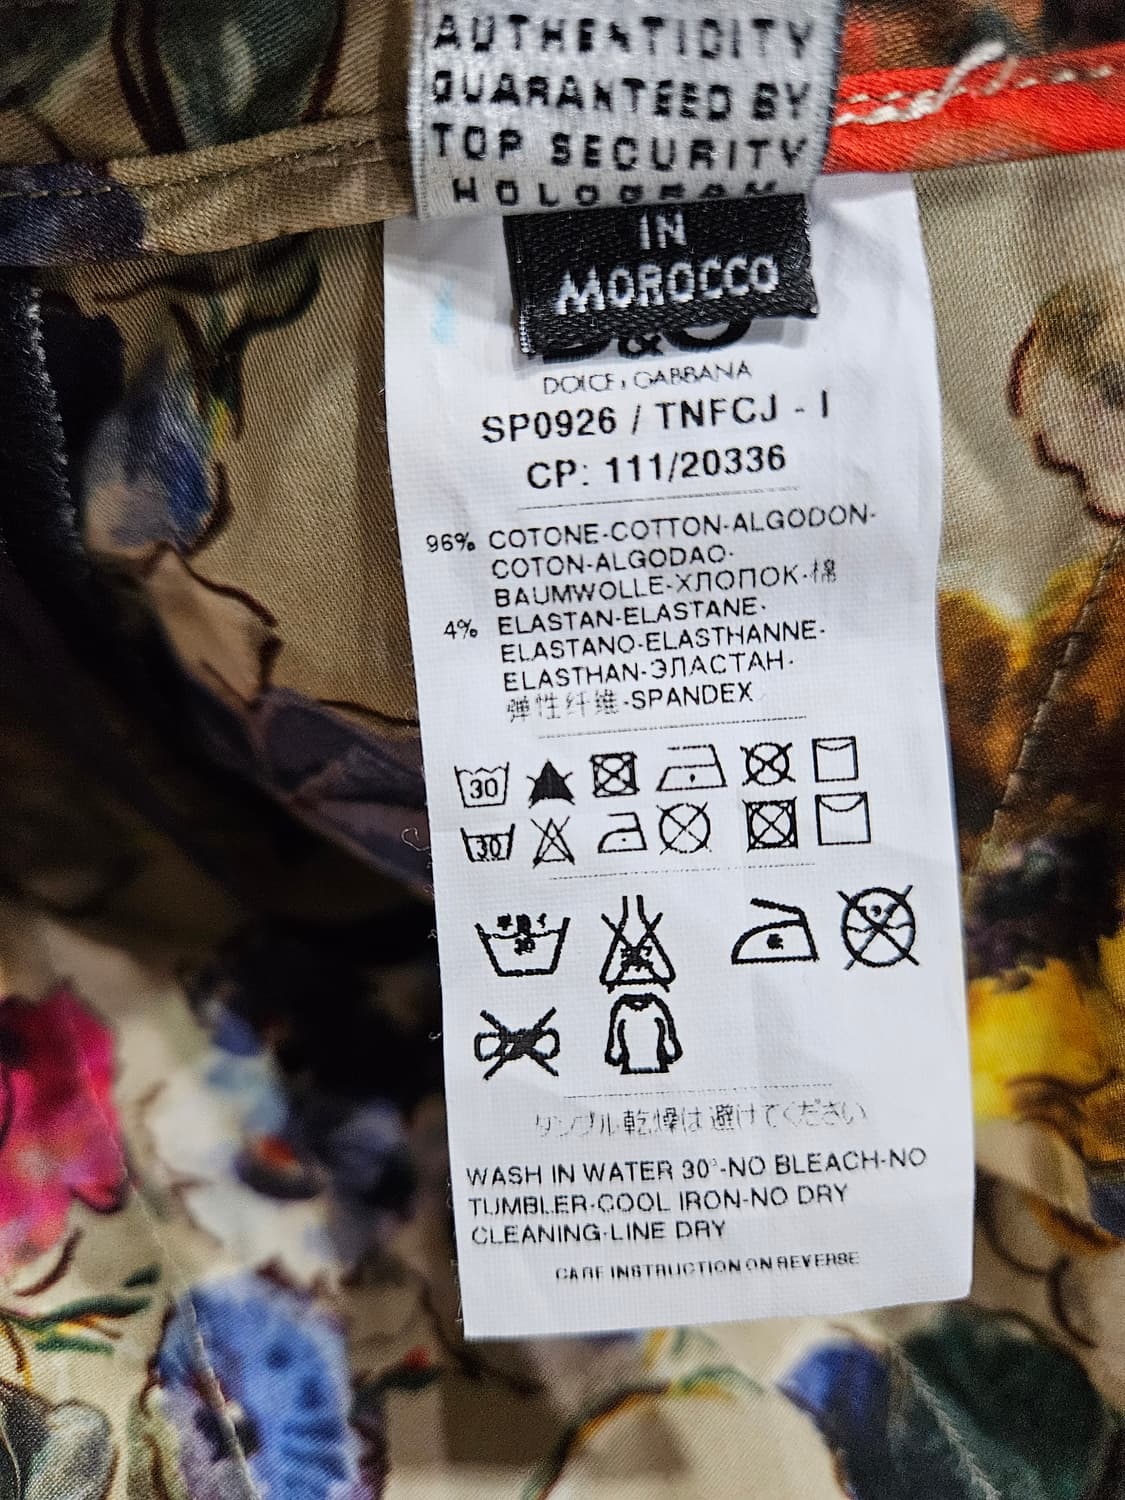 AUTHENTICITY
GUARANTEED BY
TOP SECURITY
HOLOGRAM
IN
MOROCCO
D&G
DOLCE & GABBANA
SP0926 / TNFCJ - I
CP: 111/20336
96% COTONE-COTTON-ALGODON-
COTON-ALGODAO-
BAUMWOLLE-ХЛОПОК-棉
4% ELASTAN-ELASTANE-
ELASTANO-ELASTHANNE-
ELASTHAN-ЭЛАСТАН-
弹性纤维-SPANDEX
30
30
タンブル乾燥は避けてください
WASH IN WATER 30°-NO BLEACH-NO
TUMBLER-COOL IRON-NO DRY
CLEANING-LINE DRY
CARE INSTRUCTION ON REVERSE